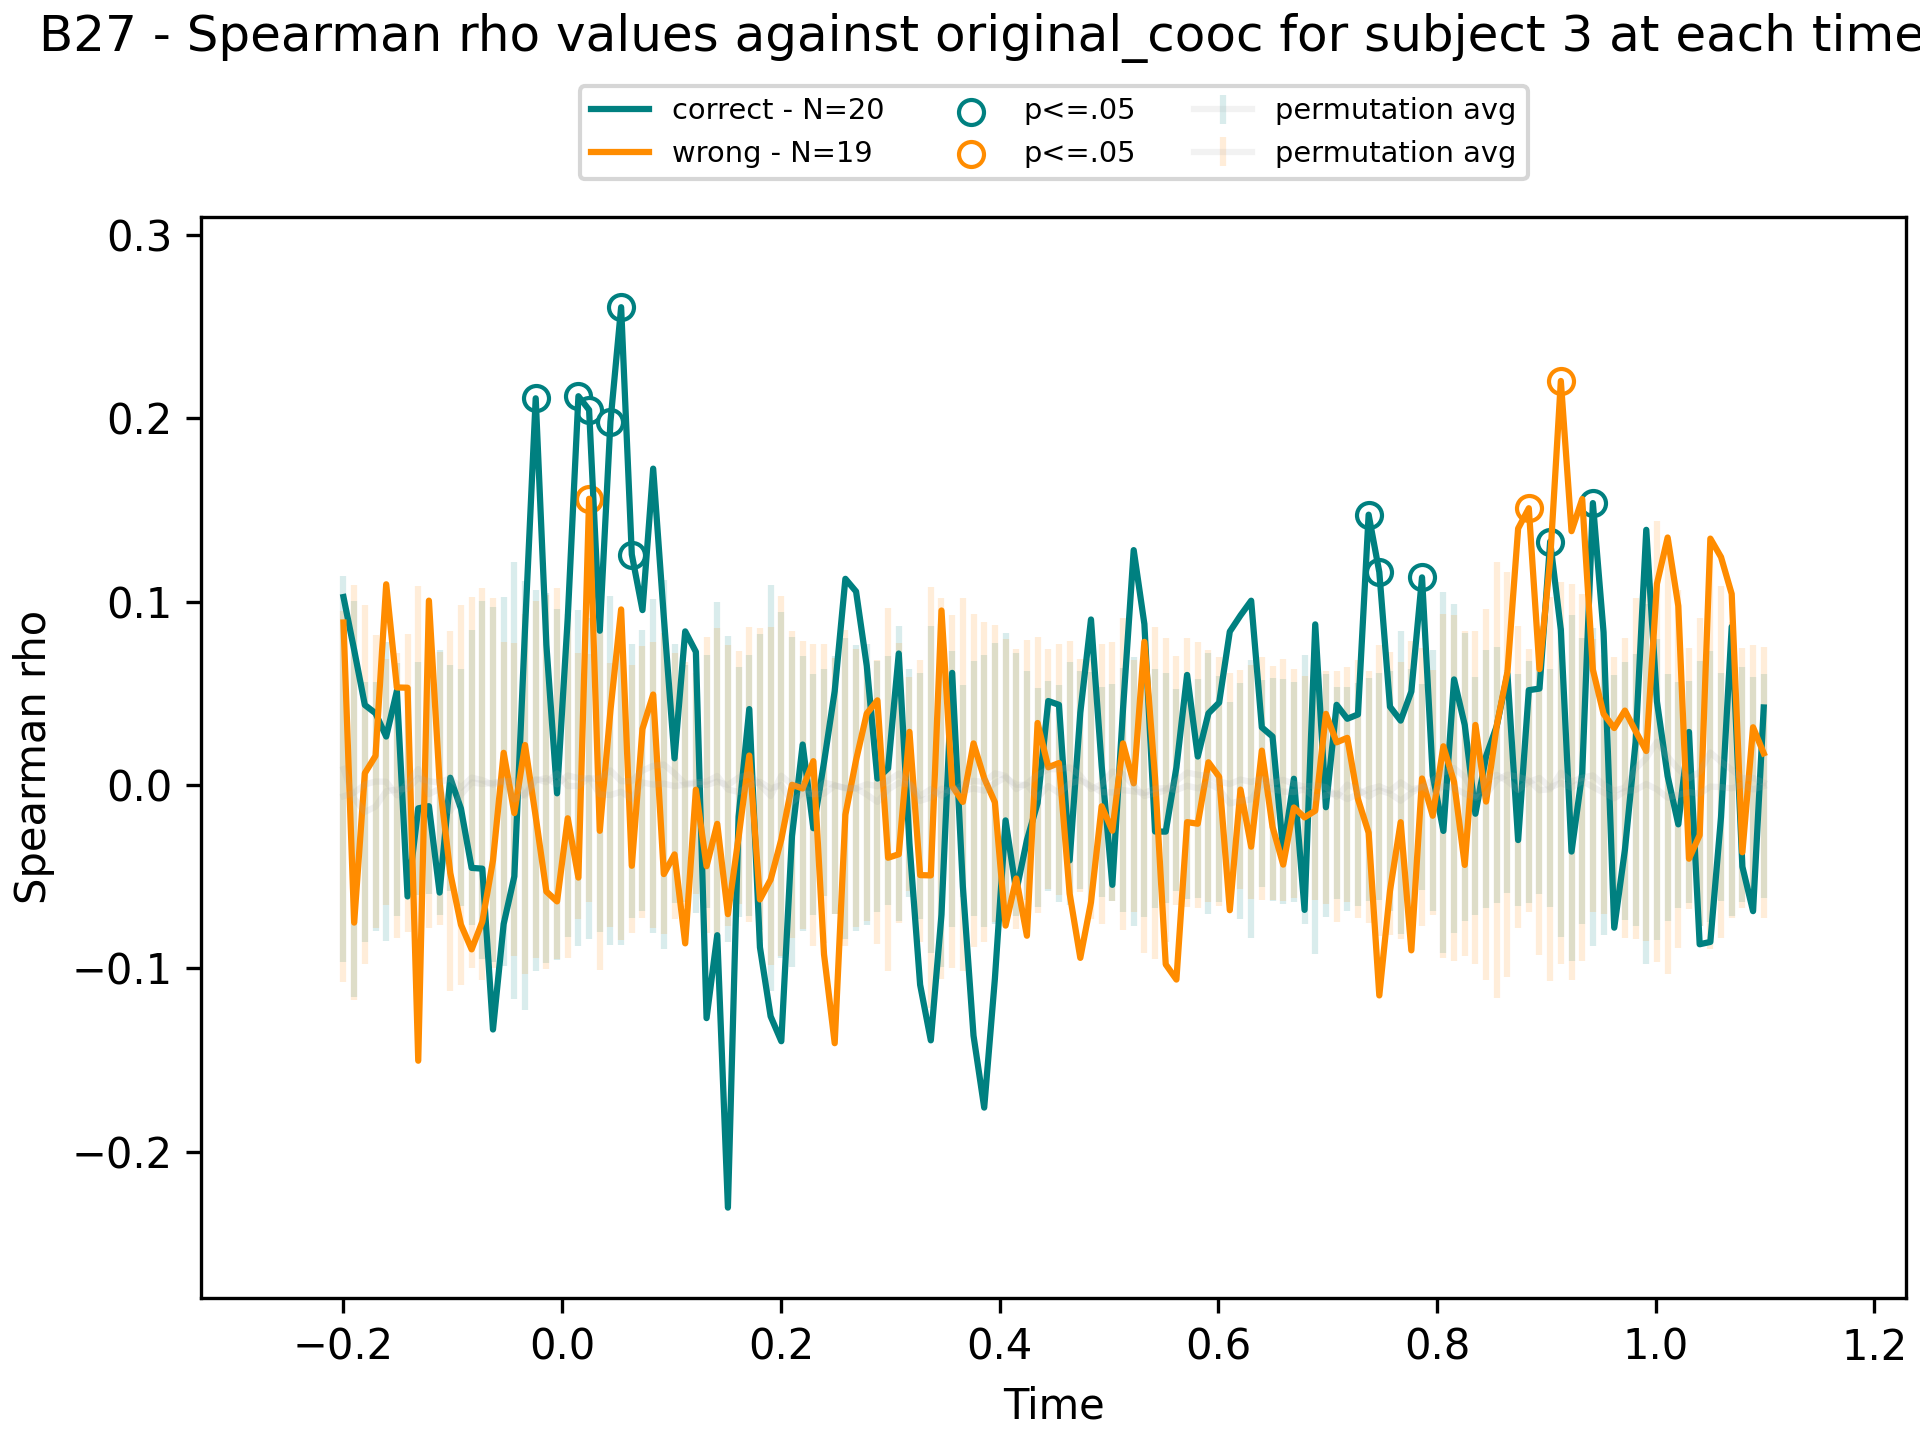 B27 - Spearman rho values against original_cooc for subject 3 at each time
correct - N=20
wrong - N=19
p<=.05
p<=.05
permutation avg
permutation avg
0.3
0.2
0.1
0.0
−0.1
−0.2
Spearman rho
−0.2 0.0 0.2 0.4 0.6 0.8 1.0 1.2
Time